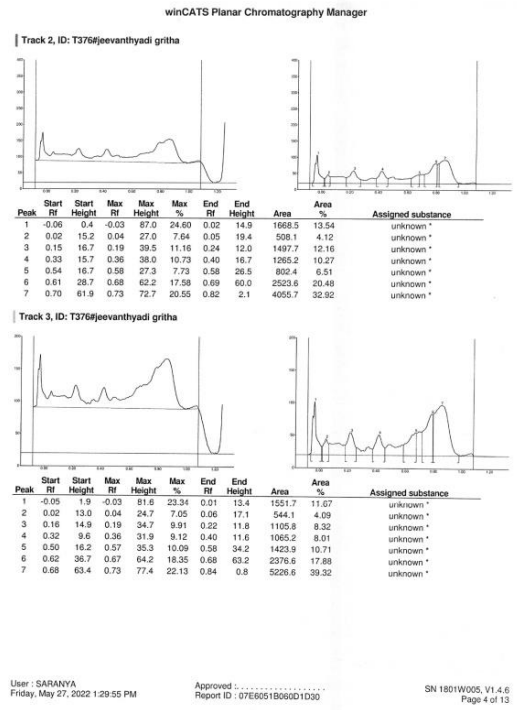 winCATS Planar Chromatography Manager
Track 2, ID: T376#jeevanthyadi gritha
Peak Start Rf Start Height Max Rf Max Height Max % End Rf End Height Area Area % Assigned substance
1 -0.06 0.4 -0.03 87.0 24.60 0.02 14.9 1668.5 13.54 unknown *
2 0.02 15.2 0.04 27.0 7.64 0.05 19.4 508.1 4.12 unknown *
3 0.15 16.7 0.19 39.5 11.16 0.24 12.0 1497.7 12.16 unknown *
4 0.33 15.7 0.36 38.0 10.73 0.40 16.7 1265.2 10.27 unknown *
5 0.54 16.7 0.58 27.3 7.73 0.58 26.5 802.4 6.51 unknown *
6 0.61 28.7 0.68 62.2 17.58 0.69 60.0 2523.6 20.48 unknown *
7 0.70 61.9 0.73 72.7 20.55 0.82 2.1 4055.7 32.92 unknown *
Track 3, ID: T376#jeevanthyadi gritha
Peak Start Rf Start Height Max Rf Max Height Max % End Rf End Height Area Area % Assigned substance
1 -0.05 1.9 -0.03 81.6 23.34 0.01 13.4 1551.7 11.67 unknown *
2 0.02 13.0 0.04 24.7 7.05 0.06 17.1 544.1 4.09 unknown *
3 0.16 14.9 0.19 34.7 9.91 0.22 11.8 1105.8 8.32 unknown *
4 0.32 9.6 0.36 31.9 9.12 0.40 11.6 1065.2 8.01 unknown *
5 0.50 16.2 0.57 35.3 10.09 0.58 34.2 1423.9 10.71 unknown *
6 0.62 36.7 0.67 64.2 18.35 0.68 63.2 2376.6 17.88 unknown *
7 0.68 63.4 0.73 77.4 22.13 0.84 0.8 5226.6 39.32 unknown *
User : SARANYA
Friday, May 27, 2022 1:29:55 PM
Approved :. . . . . . . . . . . . . . . . . . .
Report ID : 07E6051B060D1D30
SN 1801W005, V1.4.6
Page 4 of 13